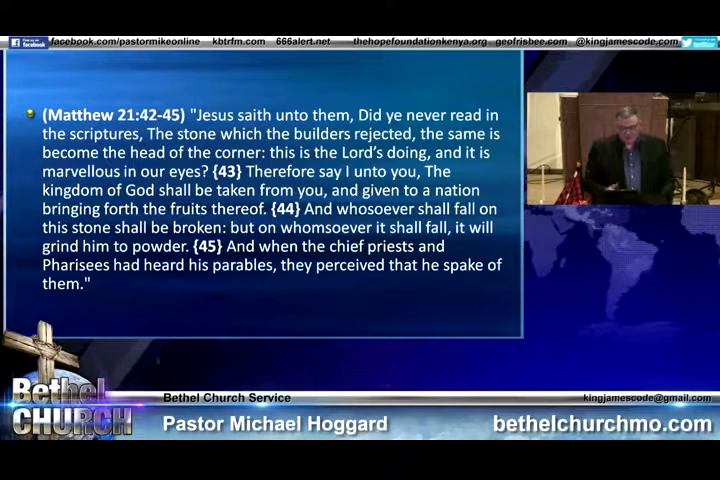 Find us on facebook
facebook.com/pastormikeonline kbtrfm.com 666alert.net thehopefoundationkenya.org geofrisbee.com @kingjamescode.com twitter
(Matthew 21:42-45) "Jesus saith unto them, Did ye never read in
the scriptures, The stone which the builders rejected, the same is
become the head of the corner: this is the Lord's doing, and it is
marvellous in our eyes? {43} Therefore say I unto you, The
kingdom of God shall be taken from you, and given to a nation
bringing forth the fruits thereof. {44} And whosoever shall fall on
this stone shall be broken: but on whomsoever it shall fall, it will
grind him to powder. {45} And when the chief priests and
Pharisees had heard his parables, they perceived that he spake of
them."
Bethel
CHURCH
Bethel Church Service kingjamescode@gmail.com
Pastor Michael Hoggard bethelchurchmo.com